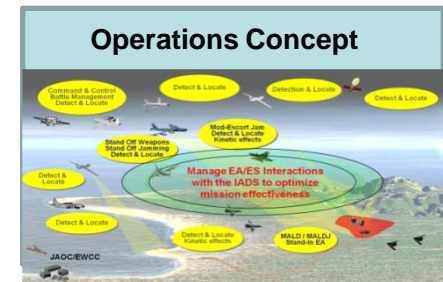 Operations Concept
Command & Control
Battle Management
Detect & Locate
Detect & Locate
Detection & Locate
Detect & Locate
Mod-Escort Jam
Detect & Locate
Kinetic effects
Stand Off Weapons
Stand Off Jamming
Detect & Locate
Manage EA/ES Interactions
with the IADS to optimize
mission effectiveness
Detect &
Locate
Detect & Locate
Detect & Locate
Kinetic effects
MALD / MALDJ
Stand-In EA
JAOC/EWCC